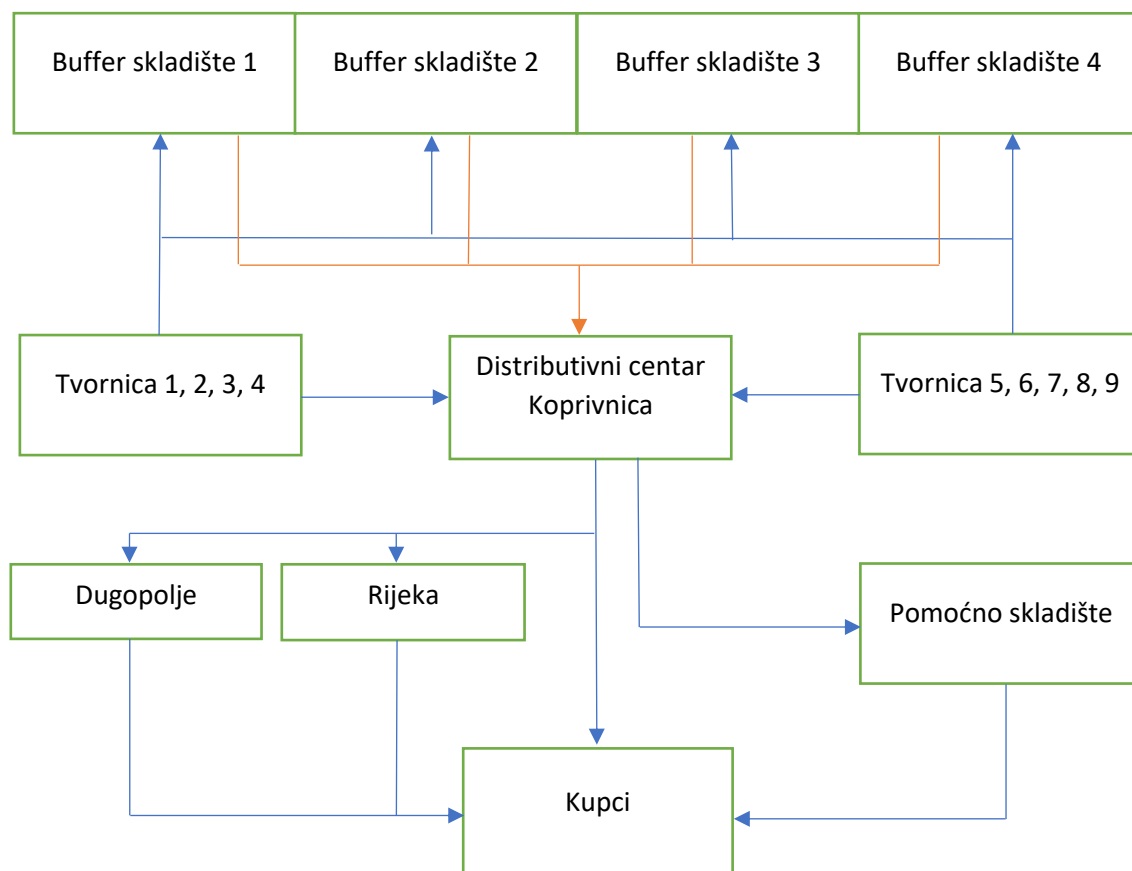 Buffer skladište 1
Buffer skladište 2
Buffer skladište 3
Buffer skladište 4
Tvornica 1, 2, 3, 4
Distributivni centar
Koprivnica
Tvornica 5, 6, 7, 8, 9
Dugopolje
Rijeka
Pomoćno skladište
Kupci